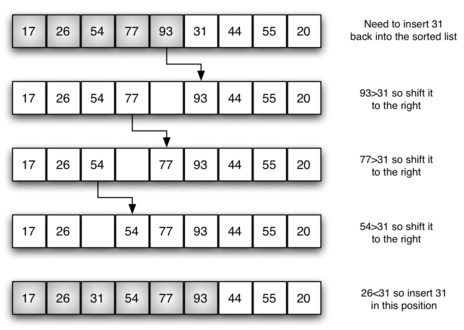 17 26 54 77 93 31 44 55 20
Need to insert 31
back into the sorted list
17 26 54 77 93 44 55 20
93>31 so shift it
to the right
17 26 54 77 93 44 55 20
77>31 so shift it
to the right
17 26 54 77 93 44 55 20
54>31 so shift it
to the right
17 26 31 54 77 93 44 55 20
26<31 so insert 31
in this position